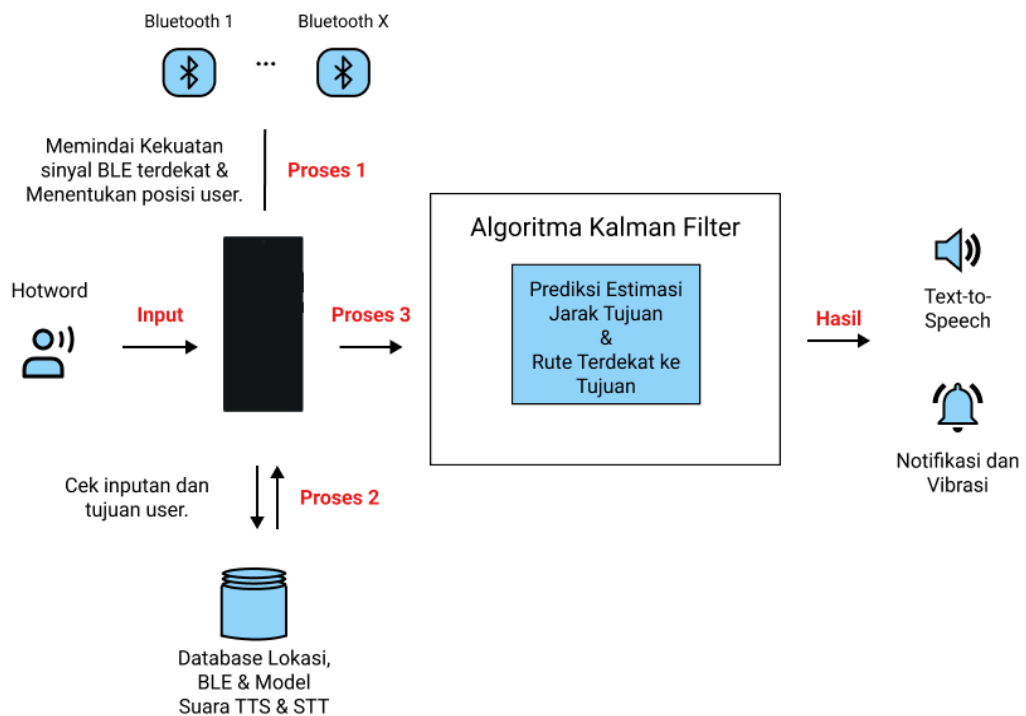 Bluetooth 1
...
Bluetooth X
Memindai Kekuatan
sinyal BLE terdekat &
Menentukan posisi user.
Proses 1
Hotword
Input
Proses 3
Algoritma Kalman Filter
Prediksi Estimasi
Jarak Tujuan
&
Rute Terdekat ke
Tujuan
Hasil
Text-to-
Speech
Notifikasi dan
Vibrasi
Cek inputan dan
tujuan user.
Proses 2
Database Lokasi,
BLE & Model
Suara TTS & STT